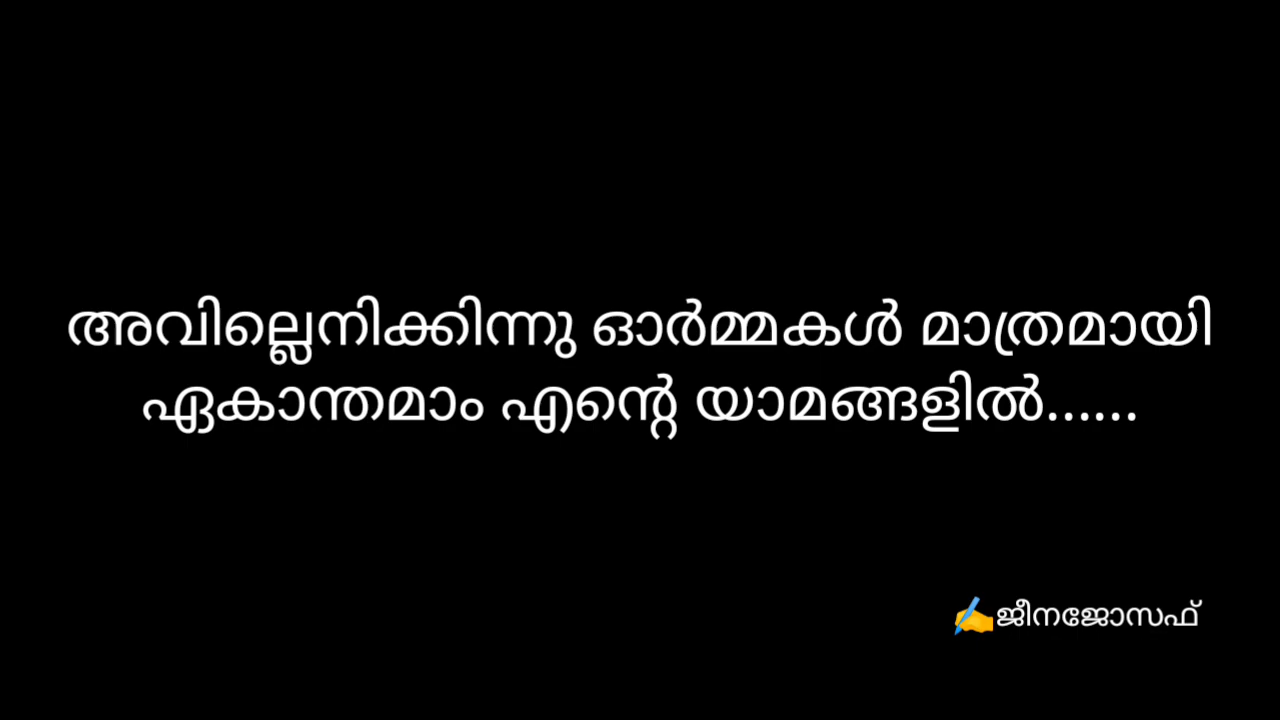 അവില്ലെനിക്കിന്നു ഓർമ്മകൾ മാത്രമായി
ഏകാന്തമാം എന്റെ യാമങ്ങളിൽ......
✍️ജീനജോസഫ്